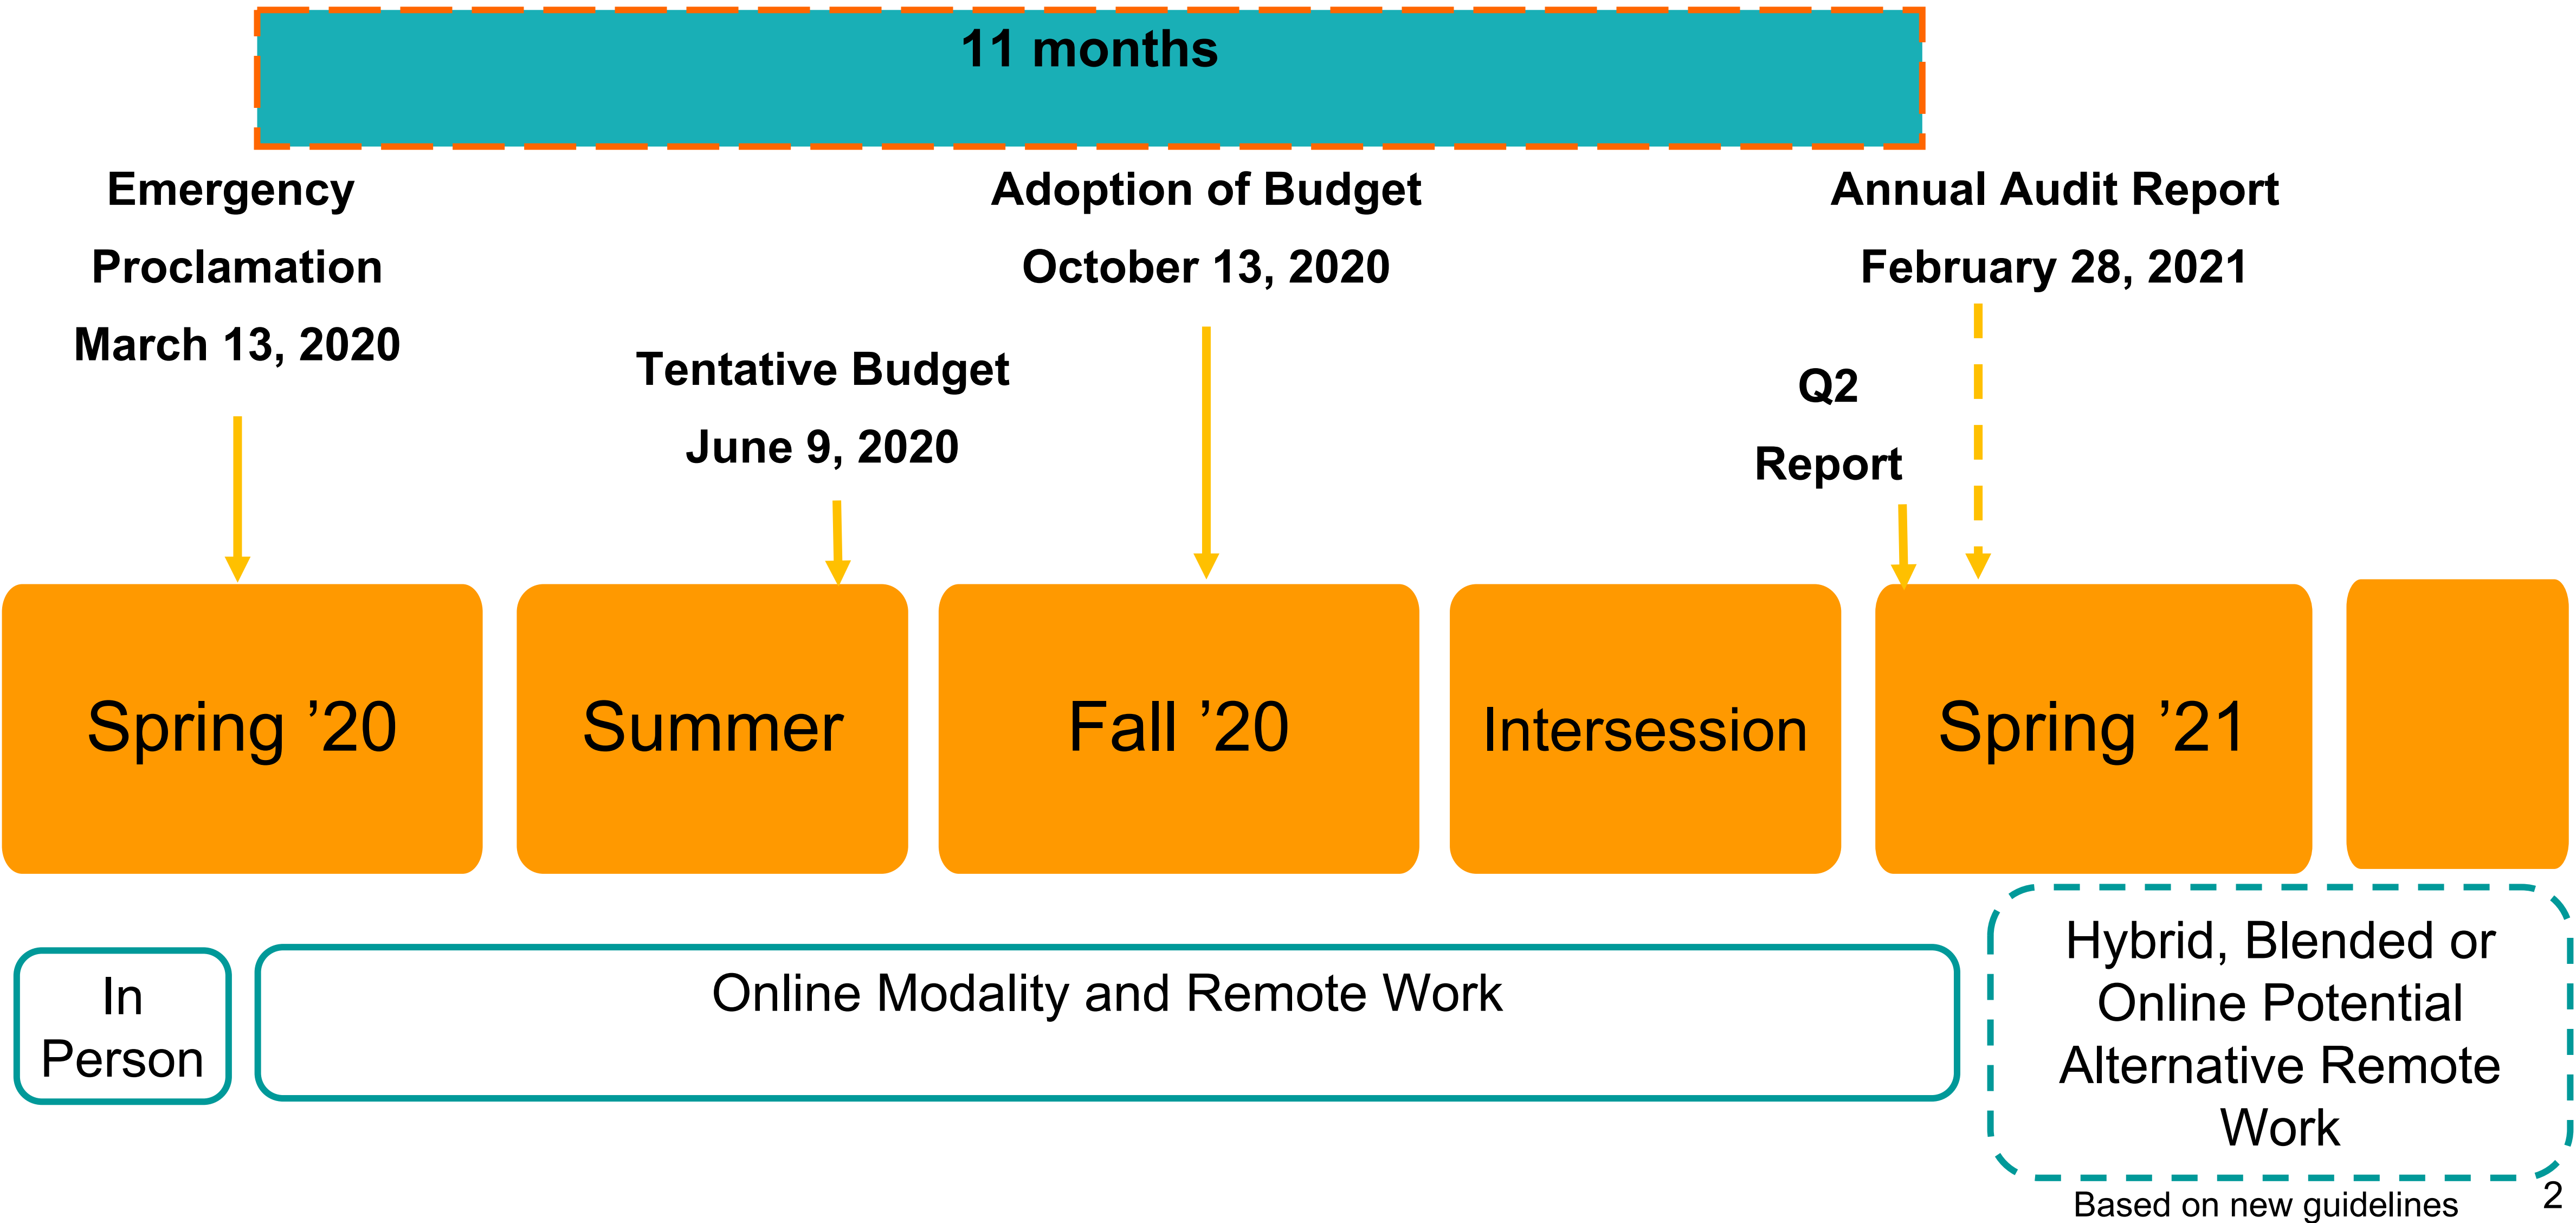 11 months
Emergency
Proclamation
March 13, 2020
Tentative Budget
June 9, 2020
Adoption of Budget
October 13, 2020
Q2
Report
Annual Audit Report
February 28, 2021
Spring ’20
Summer
Fall ’20
Intersession
Spring ’21
In
Person
Online Modality and Remote Work
Hybrid, Blended or
Online Potential
Alternative Remote
Work
Based on new guidelines
2